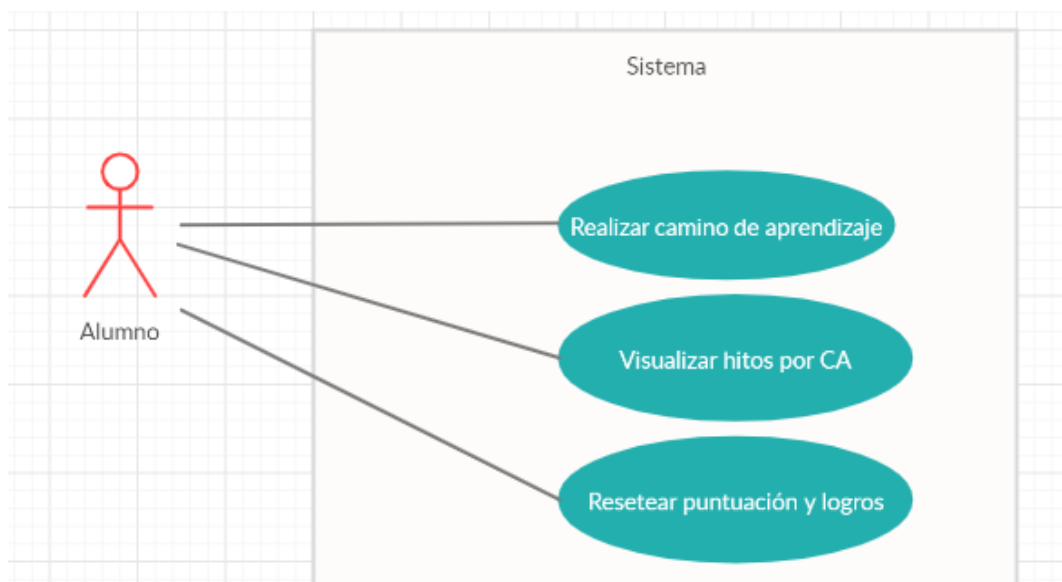 Sistema
Realizar camino de aprendizaje
Alumno
Visualizar hitos por CA
Resetear puntuación y logros